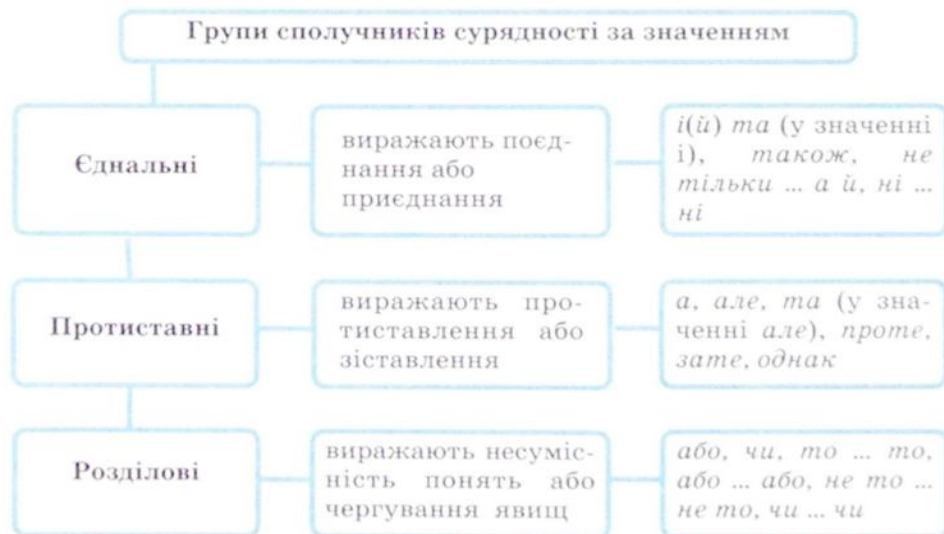 Групи сполучників сурядності за значенням
Єднальні
виражають поєд-
нання або
приєднання
і(й) та (у значенні
і), також, не
тільки ... а й, ні ...
ні
Протиставні
виражають про-
тиставлення або
зіставлення
а, але, та (у зна-
ченні але), проте,
зате, однак
Розділові
виражають несуміс-
ність понять або
чергування явищ
або, чи, то ... то,
або ... або, не то ...
не то, чи ... чи